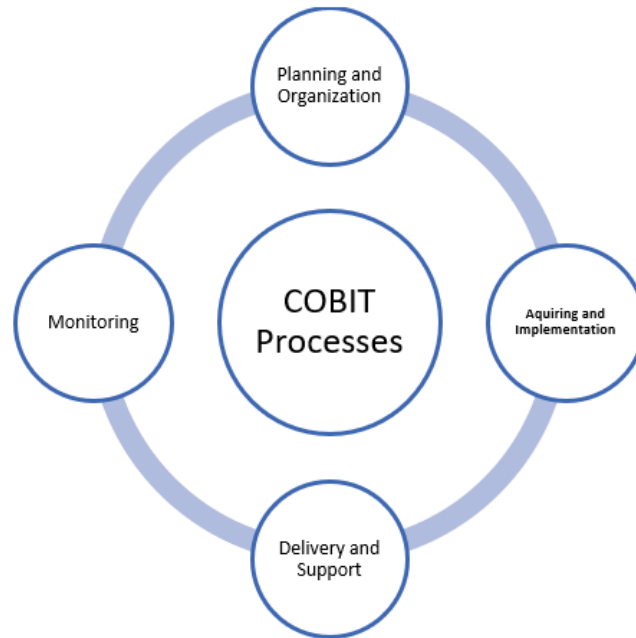 Planning and
Organization
COBIT
Processes
Monitoring
Aquiring and
Implementation
Delivery and
Support